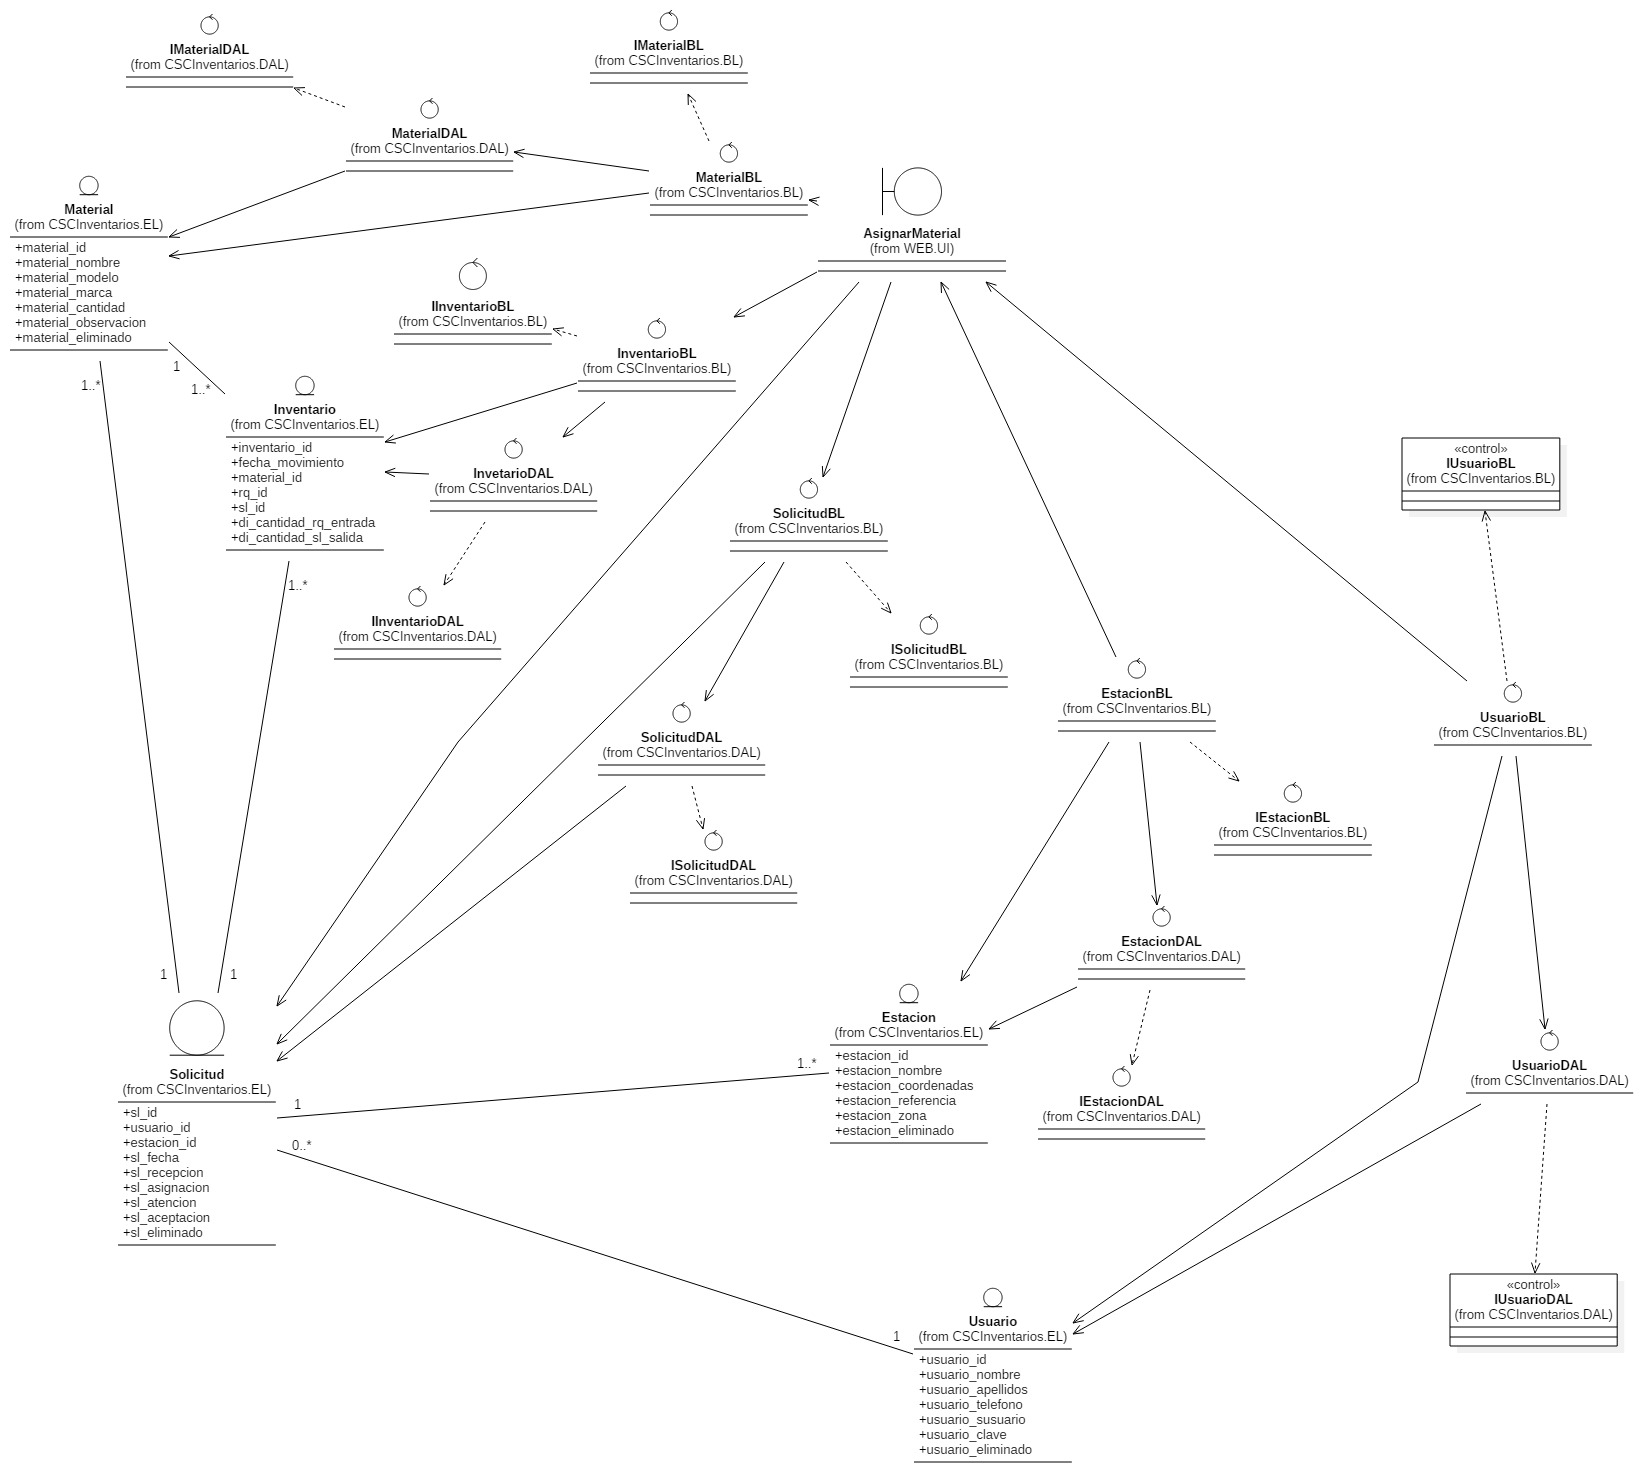 IMaterialDAL
(from CSCInventarios.DAL)
IMaterialBL
(from CSCInventarios.BL)
MaterialDAL
(from CSCInventarios.DAL)
MaterialBL
(from CSCInventarios.BL)
Material
(from CSCInventarios.EL)
+material_id
+material_nombre
+material_modelo
+material_marca
+material_cantidad
+material_observacion
+material_eliminado
AsignarMaterial
(from WEB.UI)
IInventarioBL
(from CSCInventarios.BL)
InventarioBL
(from CSCInventarios.BL)
1
1..*
1..*
Inventario
(from CSCInventarios.EL)
+inventario_id
+fecha_movimiento
+material_id
+rq_id
+sl_id
+di_cantidad_rq_entrada
+di_cantidad_sl_salida
1..*
InvetarioDAL
(from CSCInventarios.DAL)
IInventarioDAL
(from CSCInventarios.DAL)
SolicitudBL
(from CSCInventarios.BL)
ISolicitudBL
(from CSCInventarios.BL)
«control»
IUsuarioBL
(from CSCInventarios.BL)
EstacionBL
(from CSCInventarios.BL)
UsuarioBL
(from CSCInventarios.BL)
SolicitudDAL
(from CSCInventarios.DAL)
IEstacionBL
(from CSCInventarios.BL)
ISolicitudDAL
(from CSCInventarios.DAL)
EstacionDAL
(from CSCInventarios.DAL)
1
1
Solicitud
(from CSCInventarios.EL)
+sl_id
+usuario_id
+estacion_id
+sl_fecha
+sl_recepcion
+sl_asignacion
+sl_atencion
+sl_aceptacion
+sl_eliminado
1
0..*
1..*
Estacion
(from CSCInventarios.EL)
+estacion_id
+estacion_nombre
+estacion_coordenadas
+estacion_referencia
+estacion_zona
+estacion_eliminado
IEstacionDAL
(from CSCInventarios.DAL)
UsuarioDAL
(from CSCInventarios.DAL)
«control»
IUsuarioDAL
(from CSCInventarios.DAL)
1
Usuario
(from CSCInventarios.EL)
+usuario_id
+usuario_nombre
+usuario_apellidos
+usuario_telefono
+usuario_susuario
+usuario_clave
+usuario_eliminado